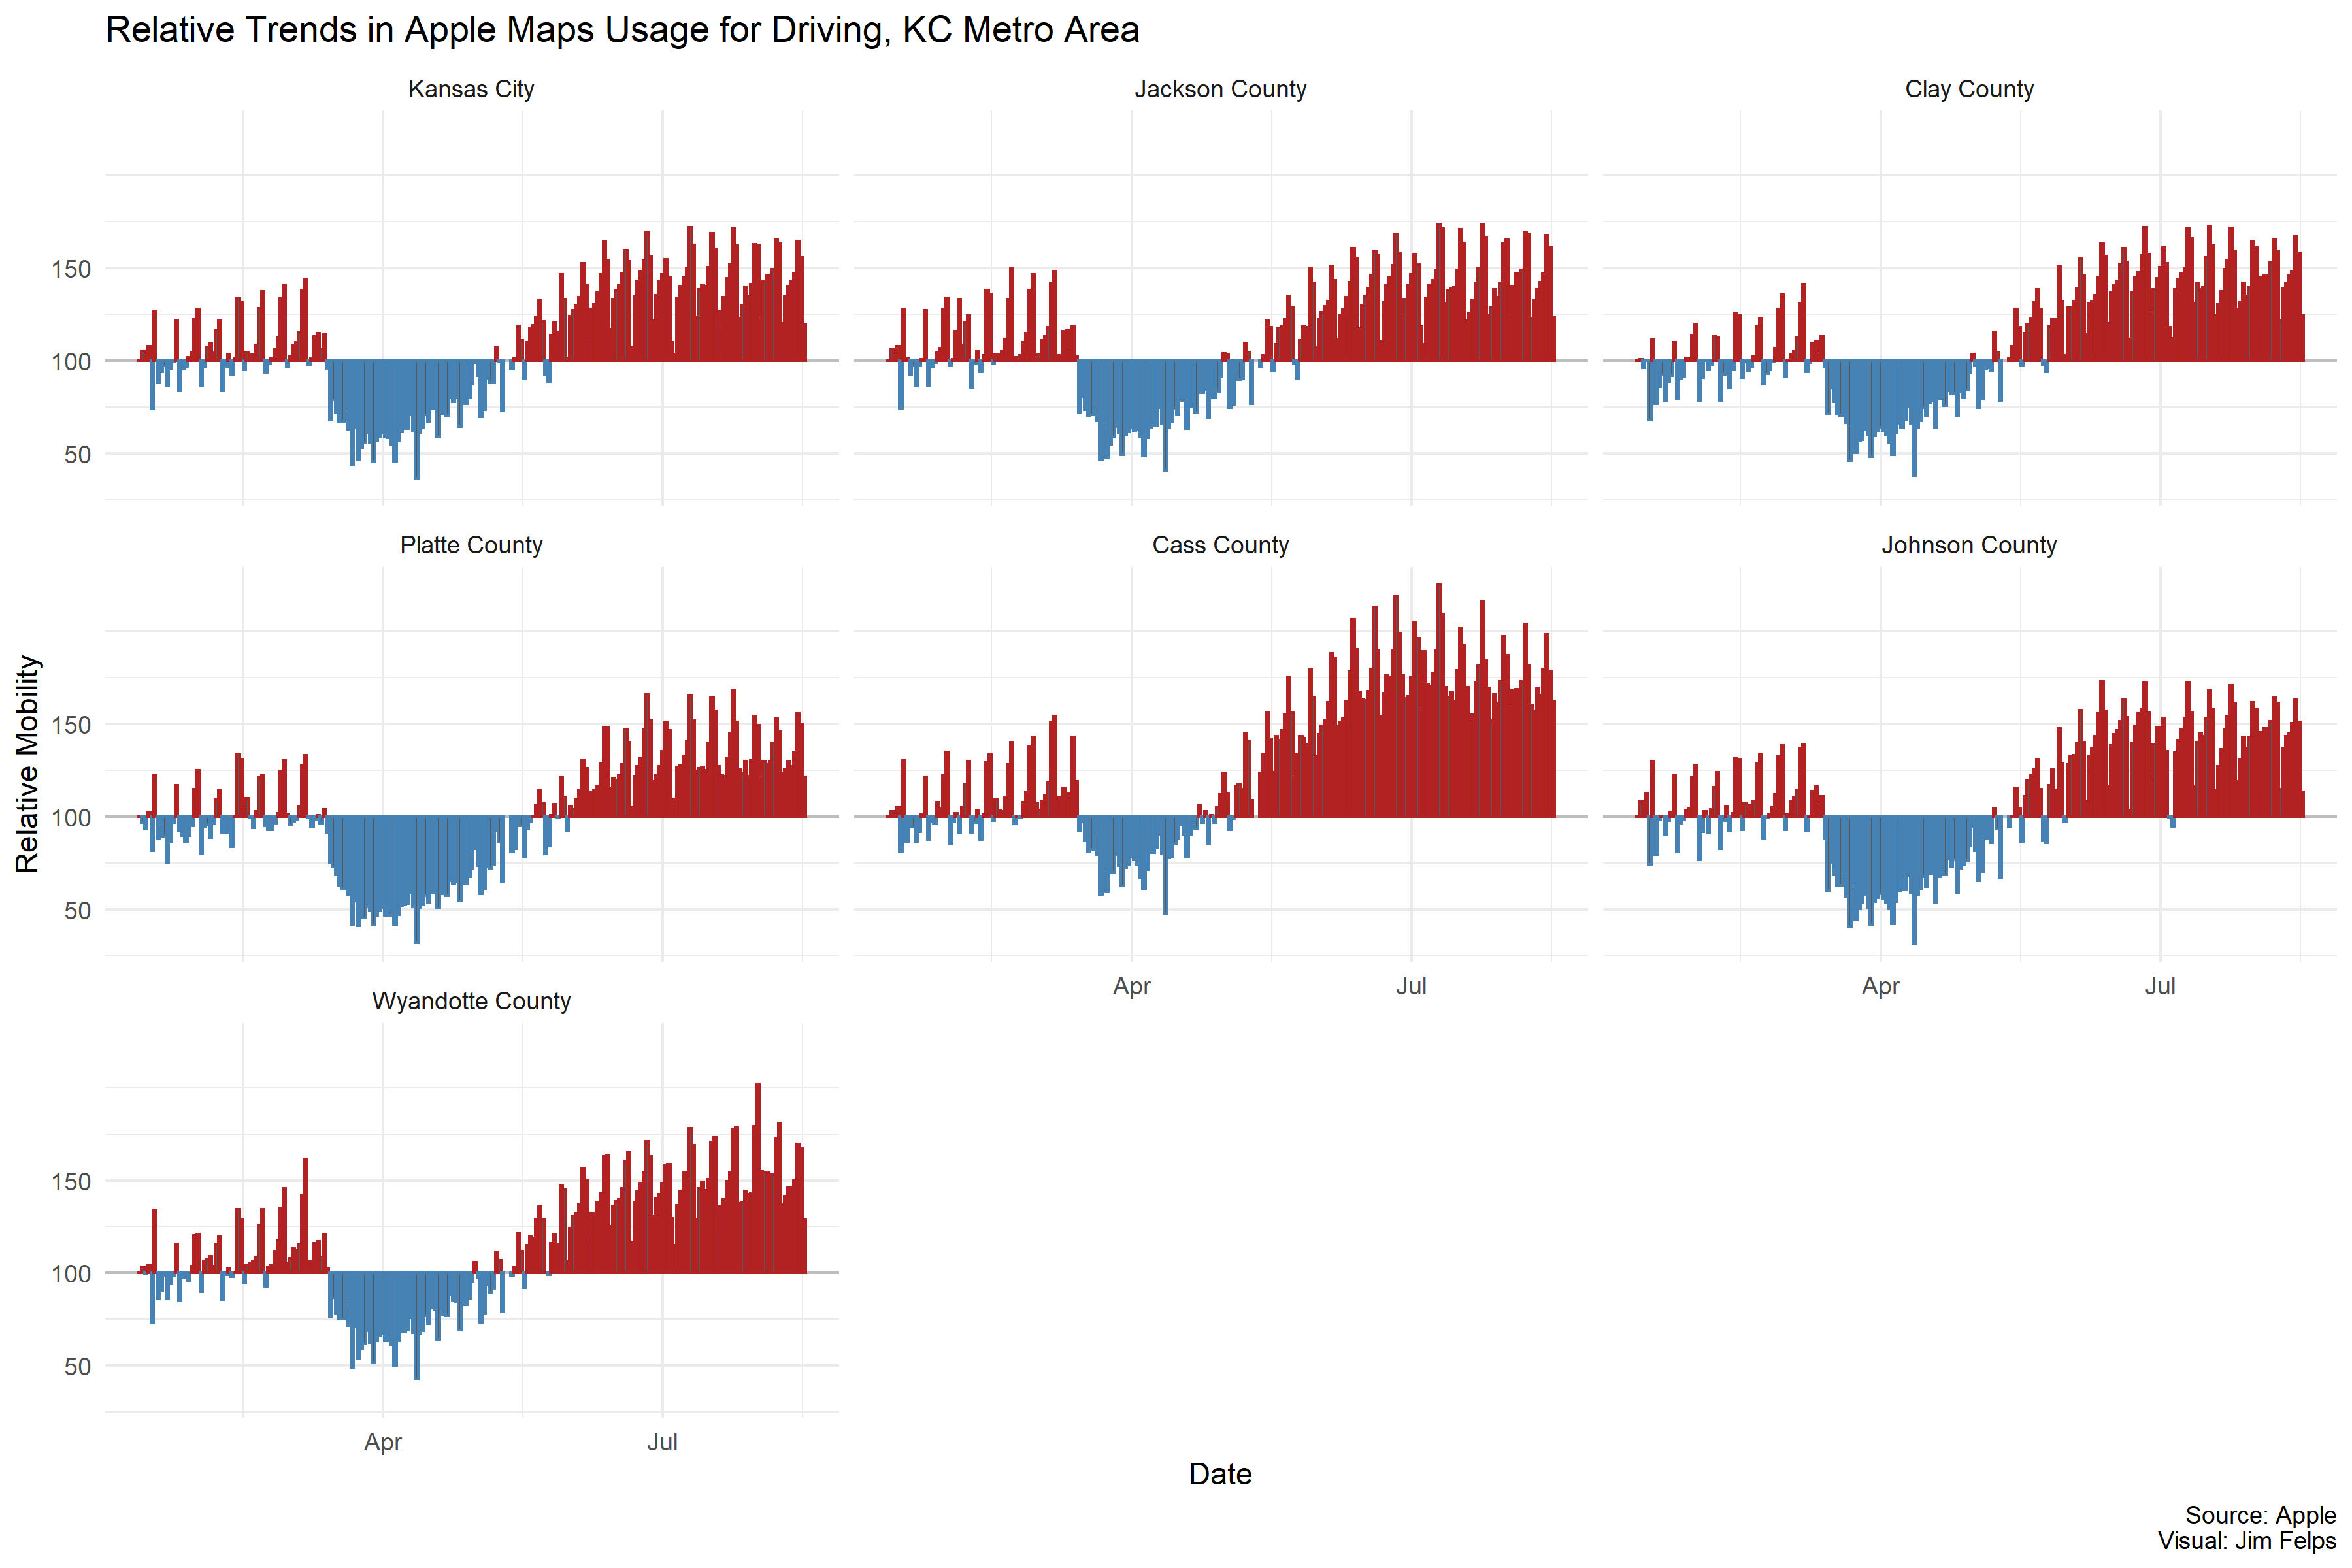 Relative Trends in Apple Maps Usage for Driving, KC Metro Area
Kansas City
Jackson County
Clay County
150
100
50
Platte County
Cass County
Johnson County
Relative Mobility
150
100
50
Apr
Jul
Apr
Jul
Wyandotte County
150
100
50
Apr
Jul
Date
Source: Apple
Visual: Jim Felps